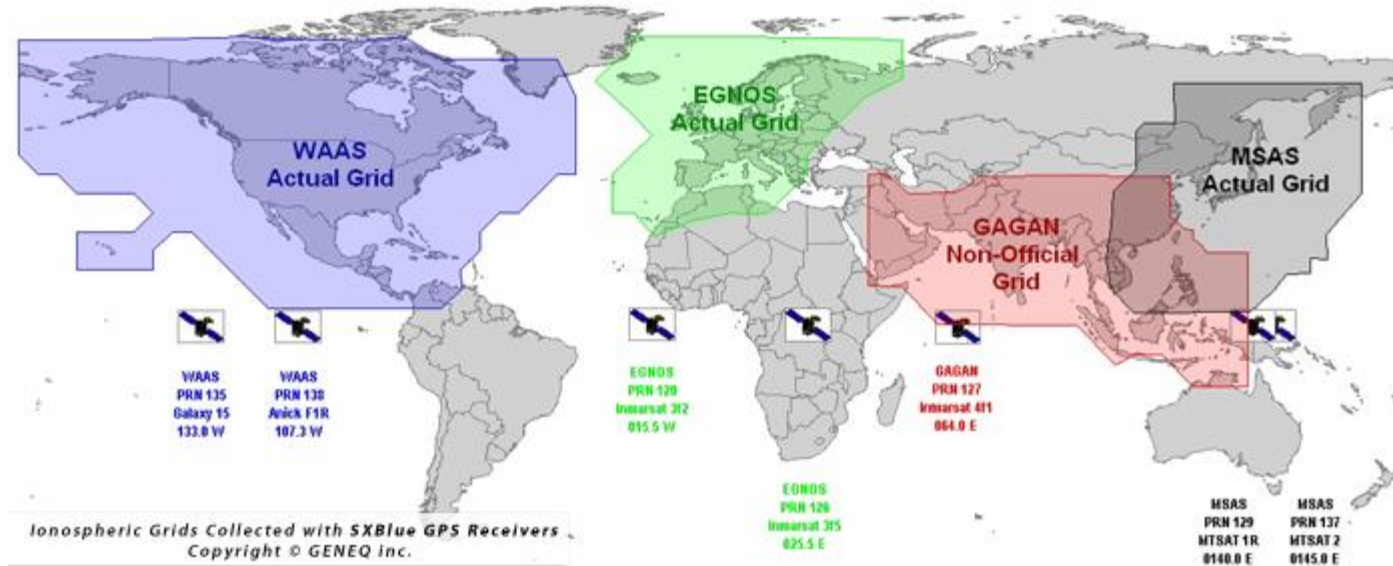 WAAS
Actual Grid
EGNOS
Actual Grid
MSAS
Actual Grid
GAGAN
Non-Official
Grid
WAAS
PRN 135
Galaxy 15
133.0 W
WAAS
PRN 138
Anick F1R
107.3 W
EGNOS
PRN 120
Inmarsat 3f2
015.5 W
EGNOS
PRN 126
Inmarsat 3f5
025.5 E
GAGAN
PRN 127
Inmarsat 4f1
064.0 E
MSAS
PRN 129
MTSAT 1R
0140.0 E
MSAS
PRN 137
MTSAT 2
0145.0 E
Ionospheric Grids Collected with SXBlue GPS Receivers
Copyright © GENEQ inc.